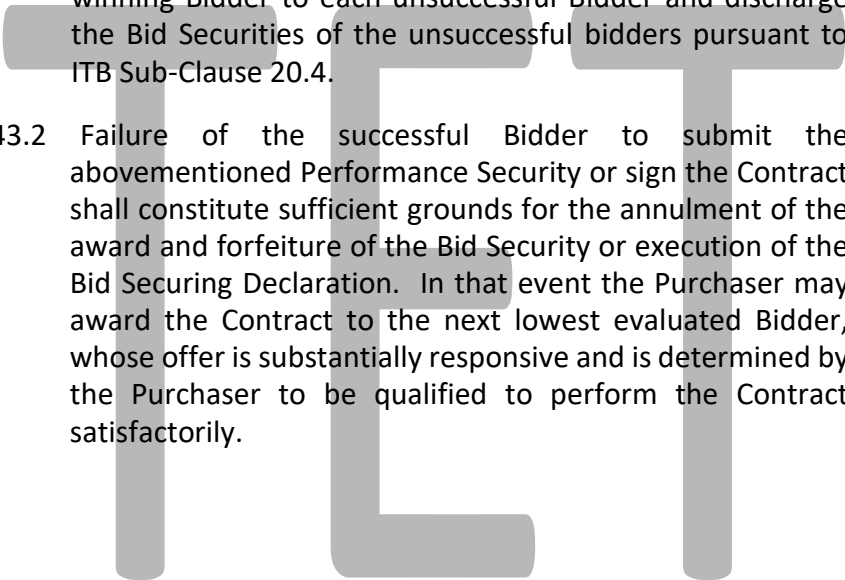 winning Bidder to each unsuccessful Bidder and discharge
the Bid Securities of the unsuccessful bidders pursuant to
ITB Sub-Clause 20.4.
43.2 Failure of the successful Bidder to submit the
abovementioned Performance Security or sign the Contract
shall constitute sufficient grounds for the annulment of the
award and forfeiture of the Bid Security or execution of the
Bid Securing Declaration. In that event the Purchaser may
award the Contract to the next lowest evaluated Bidder,
whose offer is substantially responsive and is determined by
the Purchaser to be qualified to perform the Contract
satisfactorily.
TET